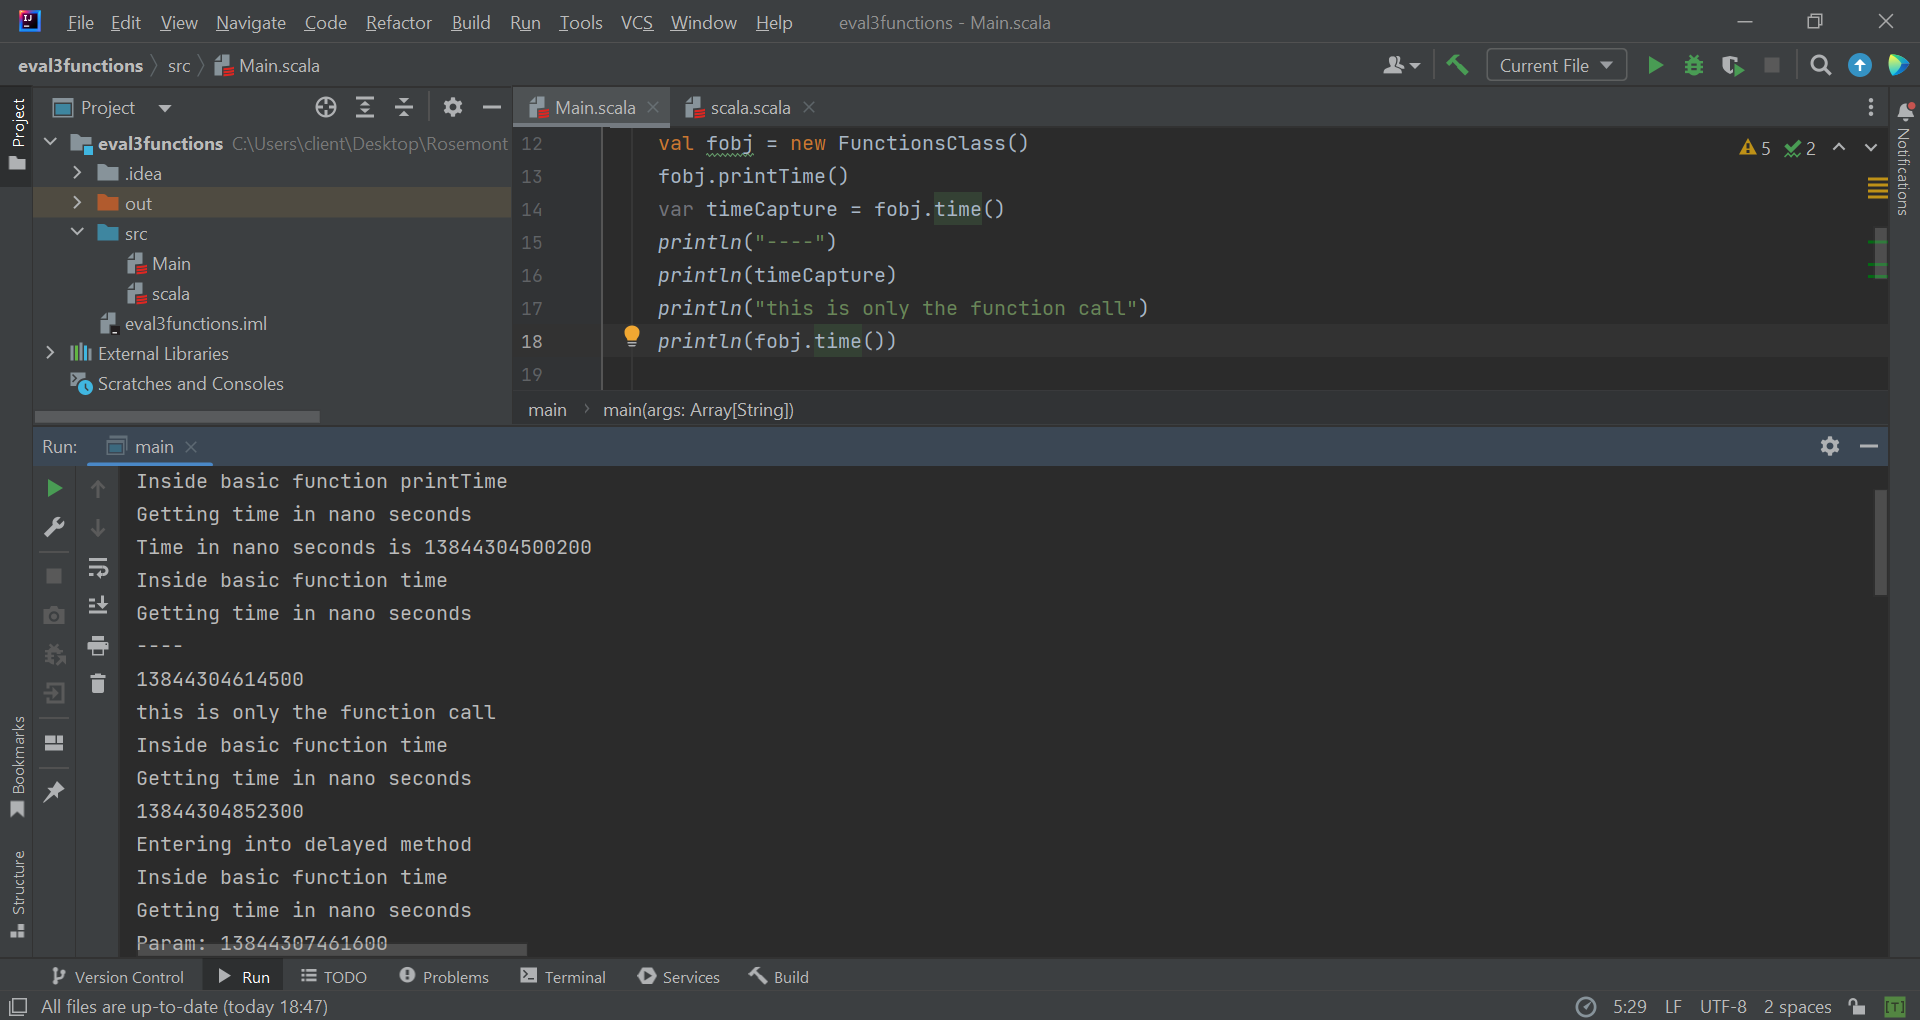 File Edit View Navigate Code Refactor Build Run Tools VCS Window Help eval3functions - Main.scala
eval3functions src Main.scala Current File
Project
Project
eval3functions C:\Users\client\Desktop\Rosemont
.idea
out
src
Main
scala
eval3functions.iml
External Libraries
Scratches and Consoles
Main.scala scala.scala
12 val fobj = new FunctionsClass()
13 fobj.printTime()
14 var timeCapture = fobj.time()
15 println("----")
16 println(timeCapture)
17 println("this is only the function call")
18 println(fobj.time())
19
5 2
Notifications
main main(args: Array[String])
Run: main
Inside basic function printTime
Getting time in nano seconds
Time in nano seconds is 13844304500200
Inside basic function time
Getting time in nano seconds
----
13844304614500
this is only the function call
Inside basic function time
Getting time in nano seconds
13844304852300
Entering into delayed method
Inside basic function time
Getting time in nano seconds
Param: 13844307461600
Bookmarks
Structure
Version Control Run TODO Problems Terminal Services Build
All files are up-to-date (today 18:47) 5:29 LF UTF-8 2 spaces [T]